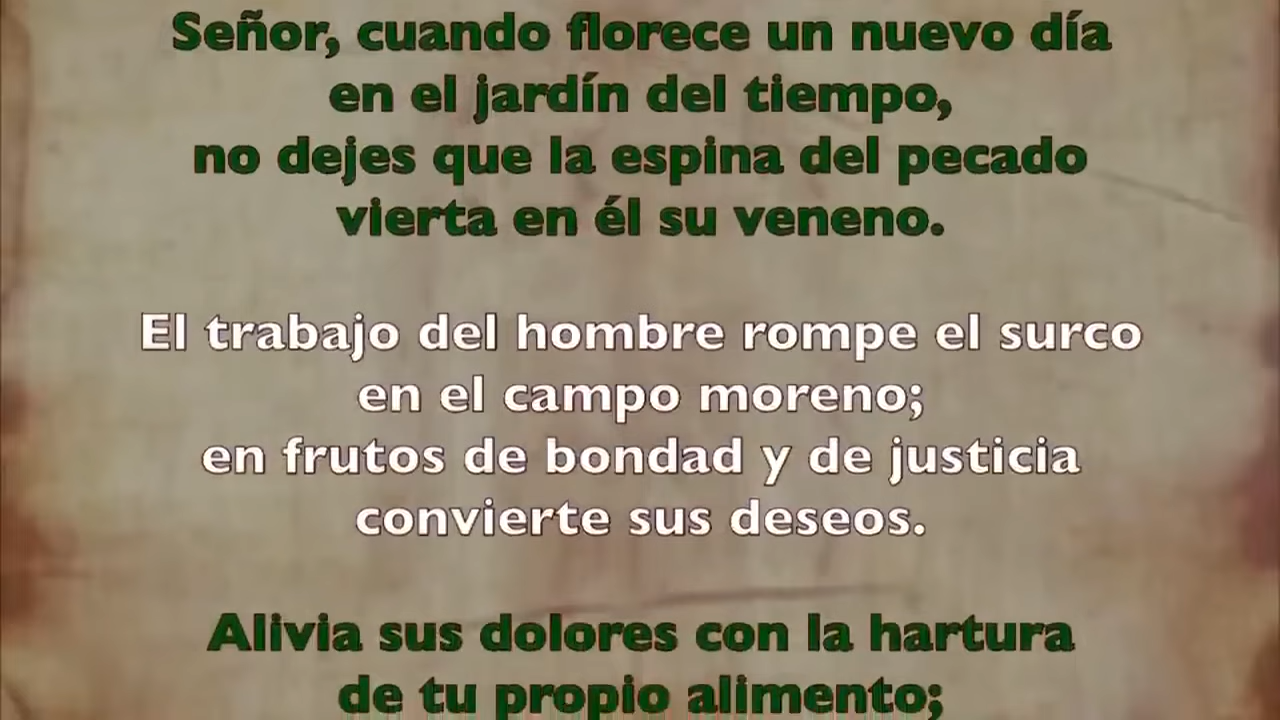 Señor, cuando florece un nuevo día
en el jardín del tiempo,
no dejes que la espina del pecado
vierta en él su veneno.
El trabajo del hombre rompe el surco
en el campo moreno;
en frutos de bondad y de justicia
convierte sus deseos.
Alivia sus dolores con la hartura
de tu propio alimento;